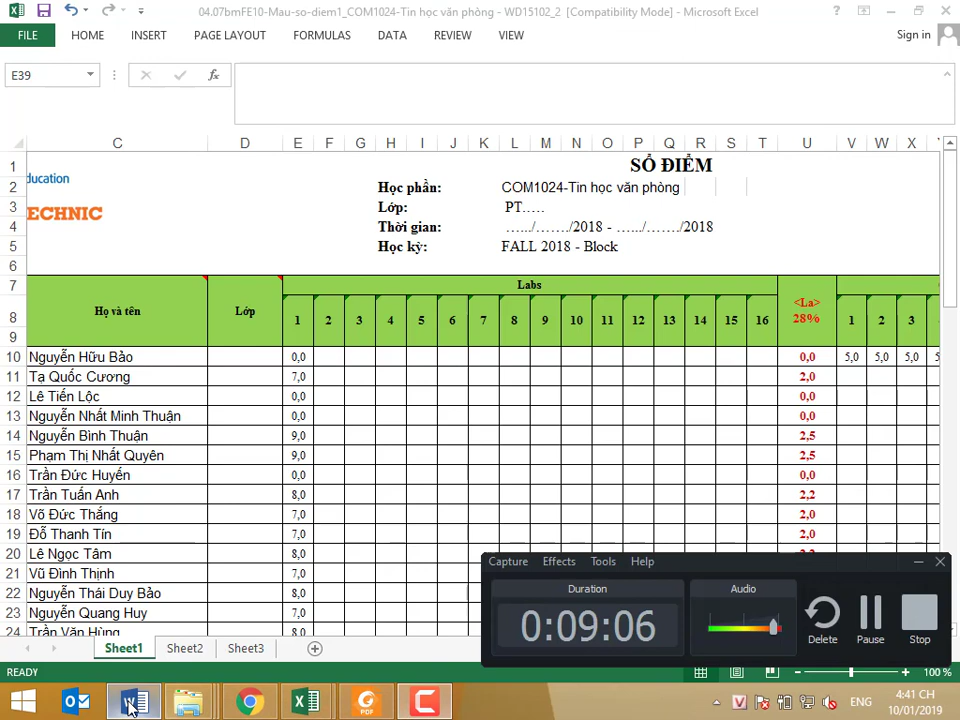 04.07bmFE10-Mau-so-diem1_COM1024-Tin học văn phòng - WD15102_2 [Compatibility Mode] - Microsoft Excel
FILE HOME INSERT PAGE LAYOUT FORMULAS DATA REVIEW VIEW Sign in
E39 fx
C D E F G H I J K L M N O P Q R S T U V W X
1 SỔ ĐIỂM
2 ducation Học phần: COM1024-Tin học văn phòng
3 ECHNIC Lớp: PT…..
4 Thời gian: …../……./2018 - …../……./2018
5 Học kỳ: FALL 2018 - Block
6
7 Labs
8 Họ và tên Lớp 1 2 3 4 5 6 7 8 9 10 11 12 13 14 15 16 <La> 28% 1 2 3
9
10 Nguyễn Hữu Bảo 0,0 0,0 5,0 5,0 5,0
11 Tạ Quốc Cương 7,0 2,0
12 Lê Tiến Lộc 0,0 0,0
13 Nguyễn Nhất Minh Thuận 0,0 0,0
14 Nguyễn Bình Thuận 9,0 2,5
15 Phạm Thị Nhất Quyên 9,0 2,5
16 Trần Đức Huyến 0,0 0,0
17 Trần Tuấn Anh 8,0 2,2
18 Võ Đức Thắng 7,0 2,0
19 Đỗ Thanh Tín 7,0 2,0
20 Lê Ngọc Tâm 8,0
21 Vũ Đình Thịnh 7,0
22 Nguyễn Thái Duy Bảo 8,0
23 Nguyễn Quang Huy 7,0
24 Trần Văn Hùng 8,0
Capture Effects Tools Help
Duration Audio
0:09:06
Delete Pause Stop
Sheet1 Sheet2 Sheet3
READY 100 %
ENG 4:41 CH
10/01/2019